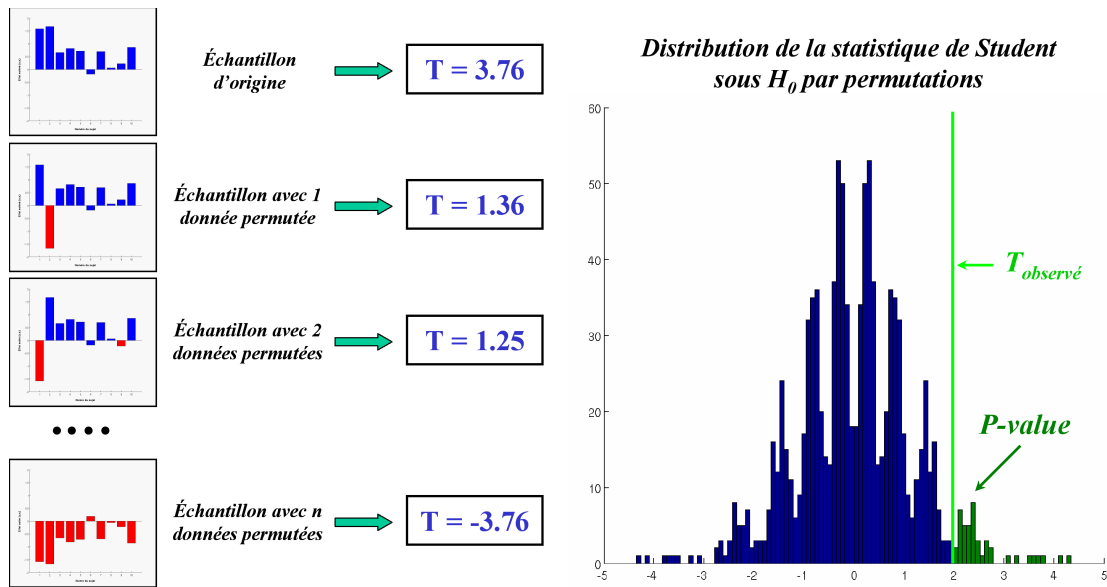 Échantillon
d'origine
T = 3.76
Échantillon avec 1
donnée permutée
T = 1.36
Échantillon avec 2
données permutées
T = 1.25
Échantillon avec n
données permutées
T = -3.76
Distribution de la statistique de Student
sous H0 par permutations
60
50
40
30
20
10
0
-5 -4 -3 -2 -1 0 1 2 3 4 5
Tobservé
P-value